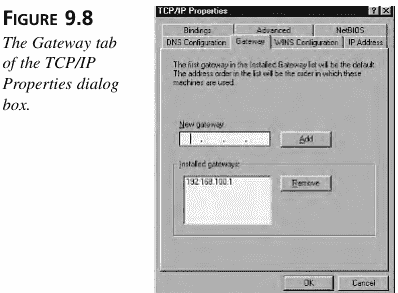 FIGURE 9.8
The Gateway tab
of the TCP/IP
Properties dialog
box.
TCP/IP Properties
Bindings Advanced NetBIOS
DNS Configuration Gateway WINS Configuration IP Address
The first gateway in the Installed Gateway list will be the default.
The address order in the list will be the order in which these
machines are used.
New gateway:
. . .
Add
Installed gateways:
192.168.100.1
Remove
OK Cancel